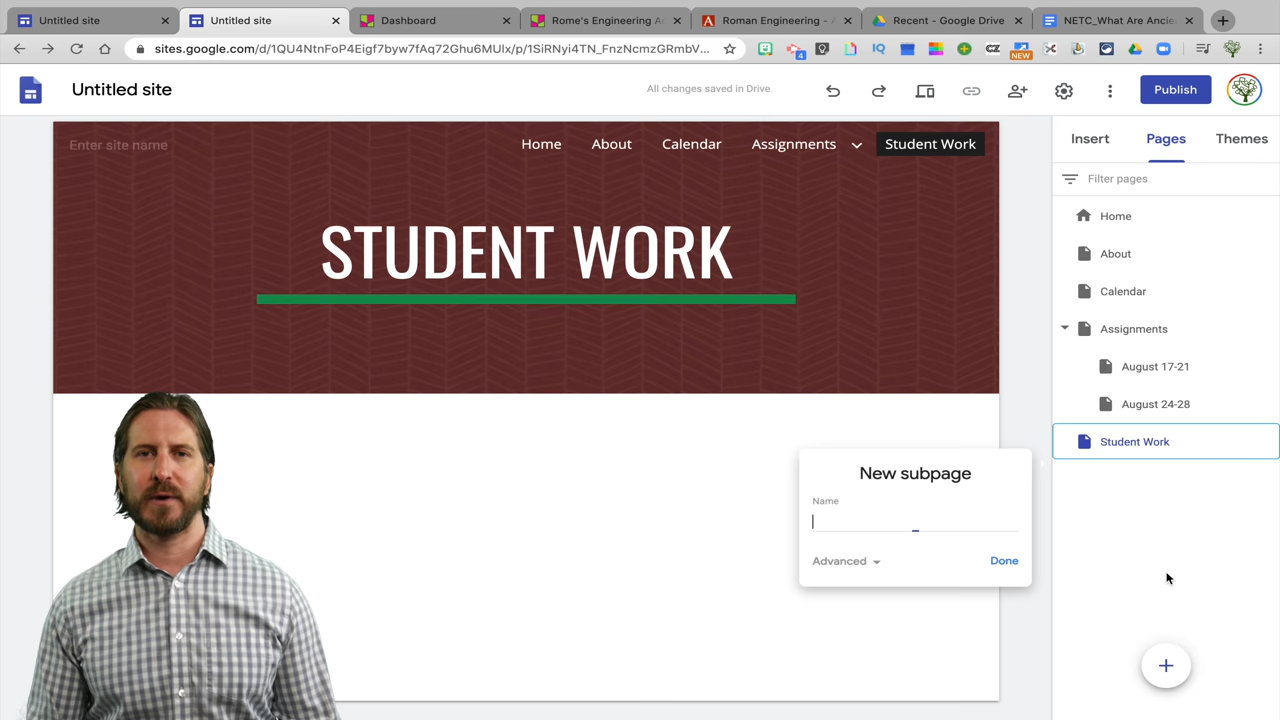 Untitled site
Untitled site
Dashboard
Rome's Engineering Ac
Roman Engineering - A
Recent - Google Drive
NETC_What Are Ancie
sites.google.com/d/1QU4NtnFoP4Eigf7byw7fAq72Ghu6MUlx/p/1SiRNyi4TN_FnzNcmzGRmbV...
4
NEW
Untitled site
All changes saved in Drive
Publish
Enter site name
Home
About
Calendar
Assignments
Student Work
STUDENT WORK
Insert
Pages
Themes
Filter pages
Home
About
Calendar
Assignments
August 17-21
August 24-28
Student Work
New subpage
Name
Advanced
Done